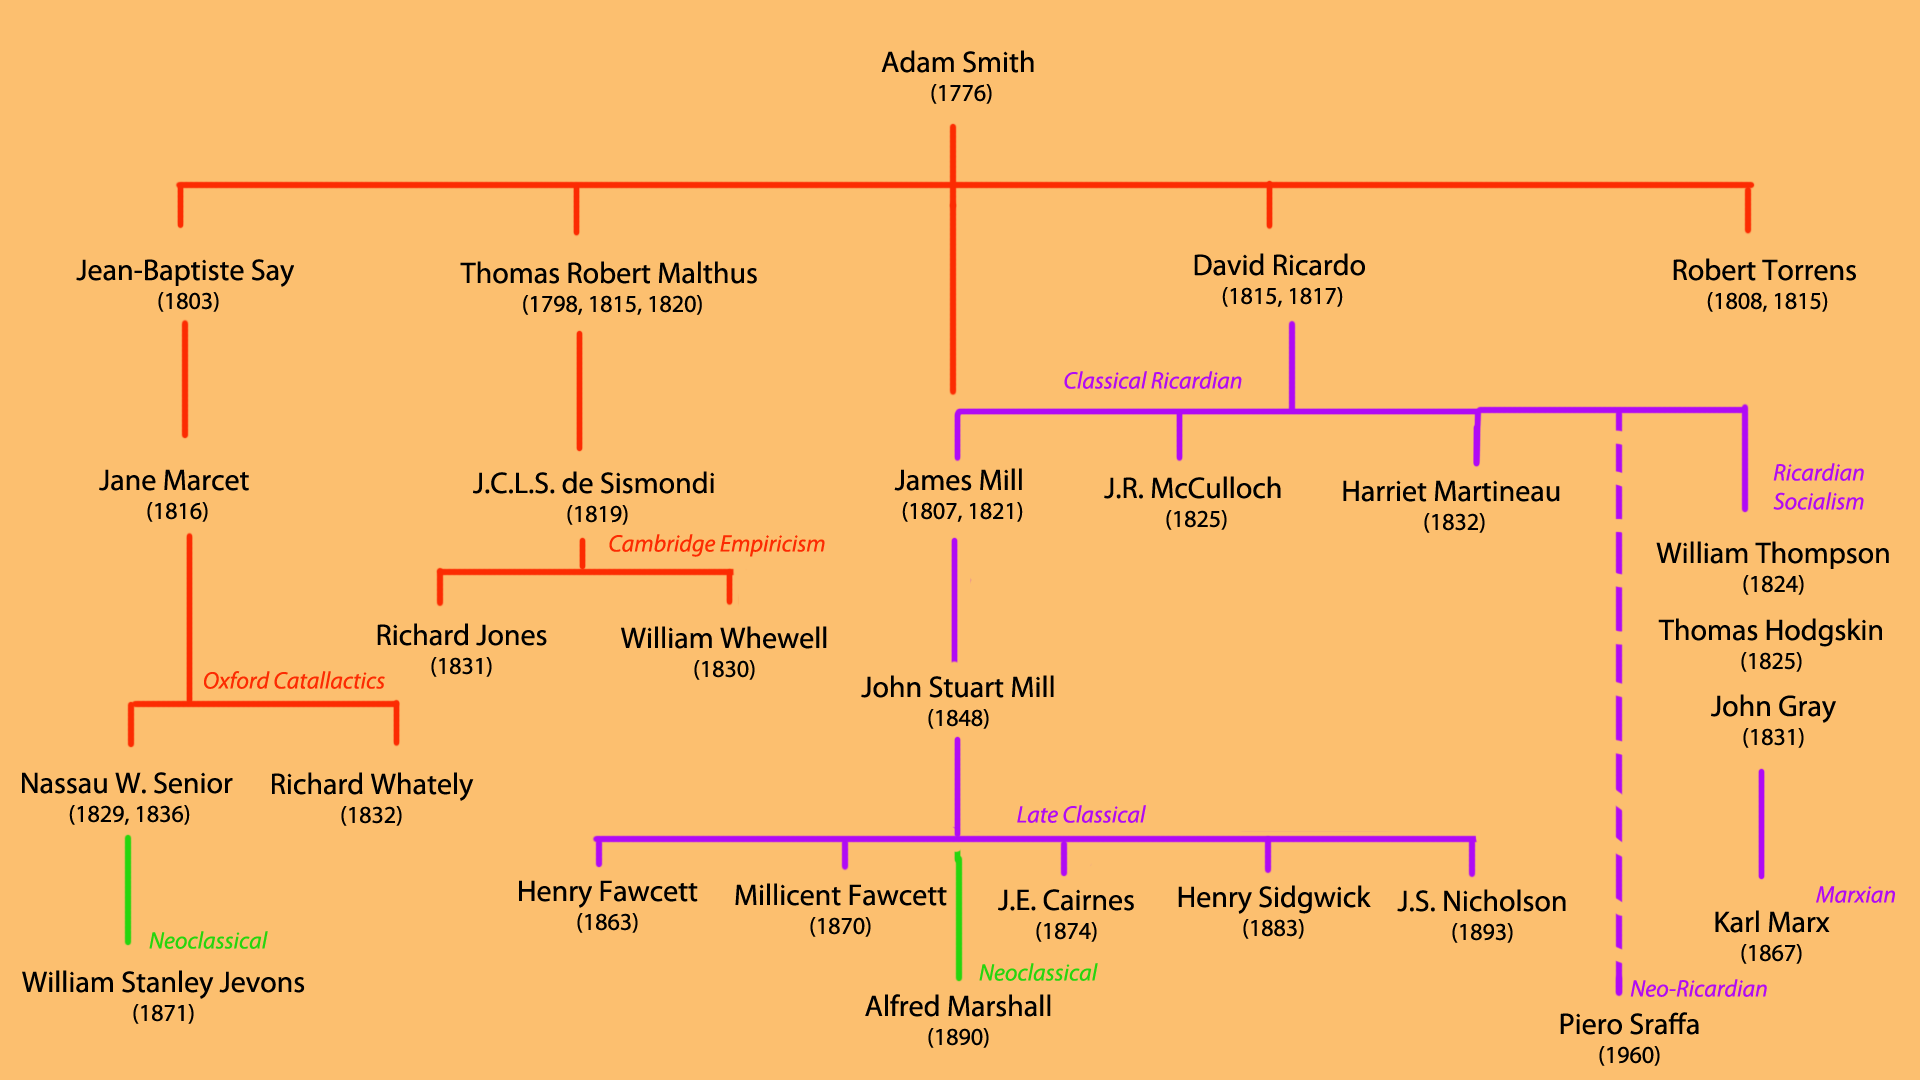 Adam Smith
(1776)
Jean-Baptiste Say
(1803)
Thomas Robert Malthus
(1798, 1815, 1820)
David Ricardo
(1815, 1817)
Robert Torrens
(1808, 1815)
Classical Ricardian
Jane Marcet
(1816)
J.C.L.S. de Sismondi
(1819)
James Mill
(1807, 1821)
J.R. McCulloch
(1825)
Harriet Martineau
(1832)
Ricardian
Socialism
Cambridge Empiricism
William Thompson
(1824)
Richard Jones
(1831)
William Whewell
(1830)
Thomas Hodgskin
(1825)
Oxford Catallactics
John Stuart Mill
(1848)
John Gray
(1831)
Nassau W. Senior
(1829, 1836)
Richard Whately
(1832)
Late Classical
Henry Fawcett
(1863)
Millicent Fawcett
(1870)
J.E. Cairnes
(1874)
Henry Sidgwick
(1883)
J.S. Nicholson
(1893)
Marxian
Karl Marx
(1867)
Neoclassical
William Stanley Jevons
(1871)
Neoclassical
Alfred Marshall
(1890)
Neo-Ricardian
Piero Sraffa
(1960)